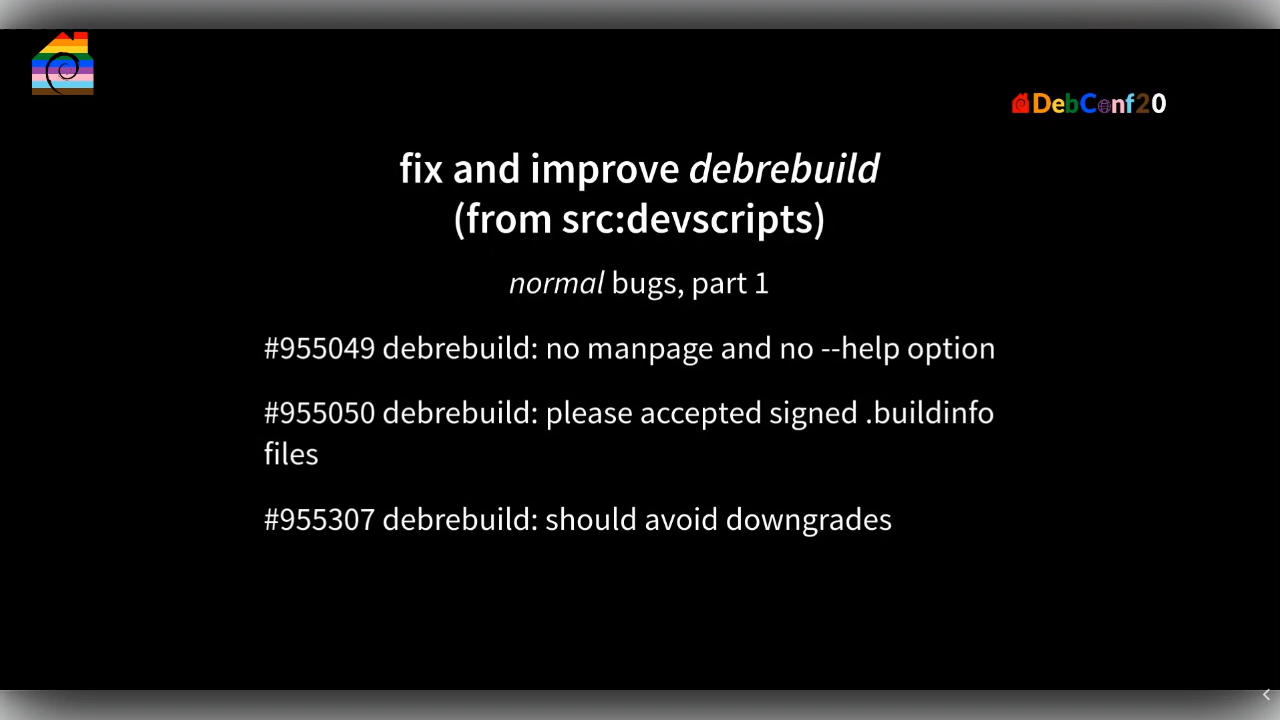 DebConf20
fix and improve debrebuild
(from src:devscripts)
normal bugs, part 1
#955049 debrebuild: no manpage and no --help option
#955050 debrebuild: please accepted signed .buildinfo
files
#955307 debrebuild: should avoid downgrades